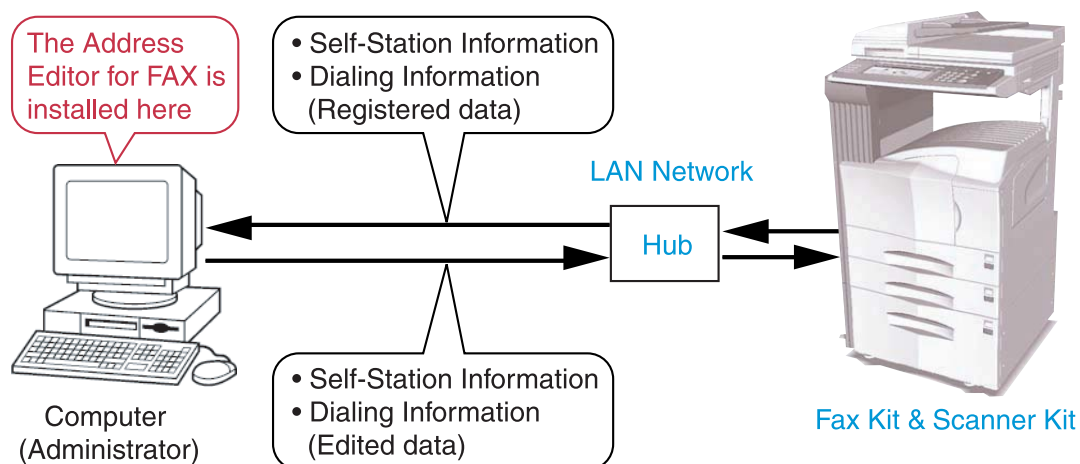 The Address
Editor for FAX is
installed here
• Self-Station Information
• Dialing Information
(Registered data)
LAN Network
Hub
• Self-Station Information
• Dialing Information
(Edited data)
Computer
(Administrator)
Fax Kit & Scanner Kit